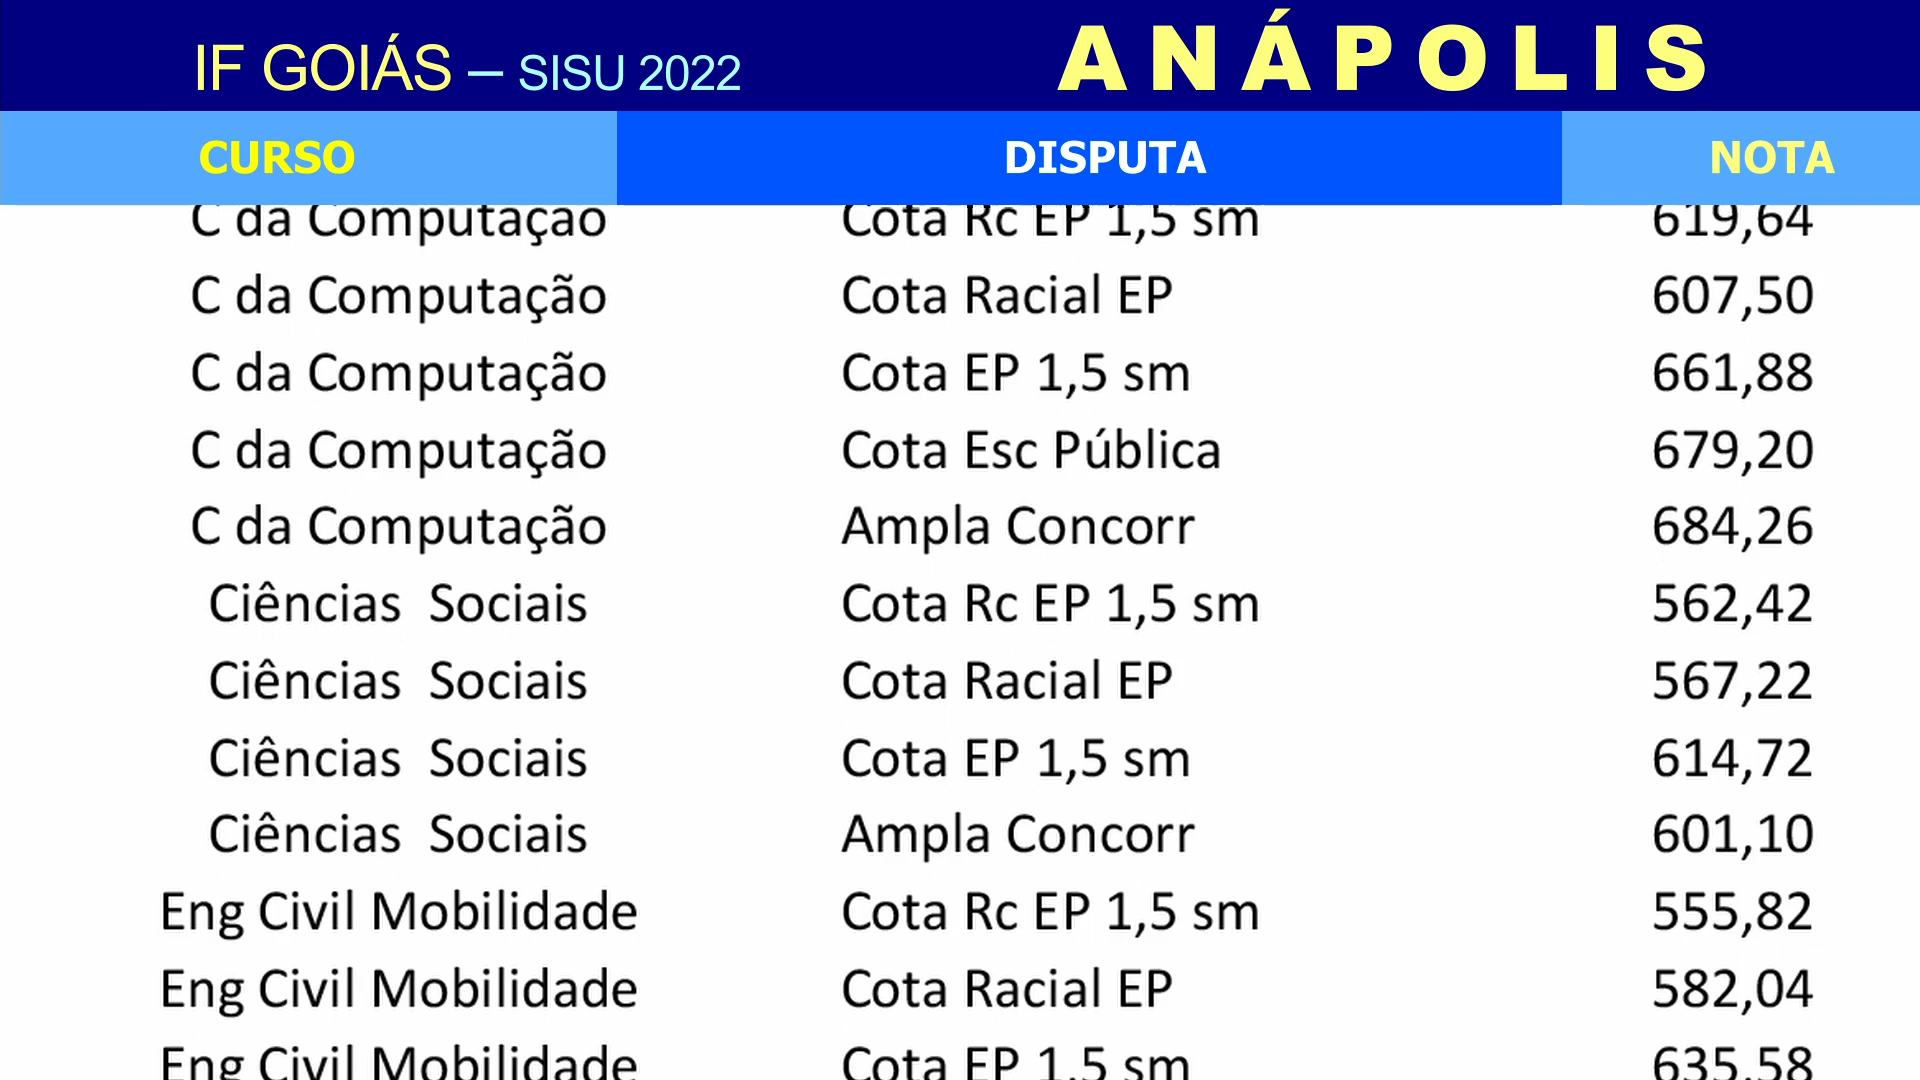 IF GOIÁS – SISU 2022 ANÁPOLIS
CURSO DISPUTA NOTA
C da Computação Cota Rc EP 1,5 sm 619,64
C da Computação Cota Racial EP 607,50
C da Computação Cota EP 1,5 sm 661,88
C da Computação Cota Esc Pública 679,20
C da Computação Ampla Concorr 684,26
Ciências Sociais Cota Rc EP 1,5 sm 562,42
Ciências Sociais Cota Racial EP 567,22
Ciências Sociais Cota EP 1,5 sm 614,72
Ciências Sociais Ampla Concorr 601,10
Eng Civil Mobilidade Cota Rc EP 1,5 sm 555,82
Eng Civil Mobilidade Cota Racial EP 582,04
Eng Civil Mobilidade Cota EP 1,5 sm 635,58